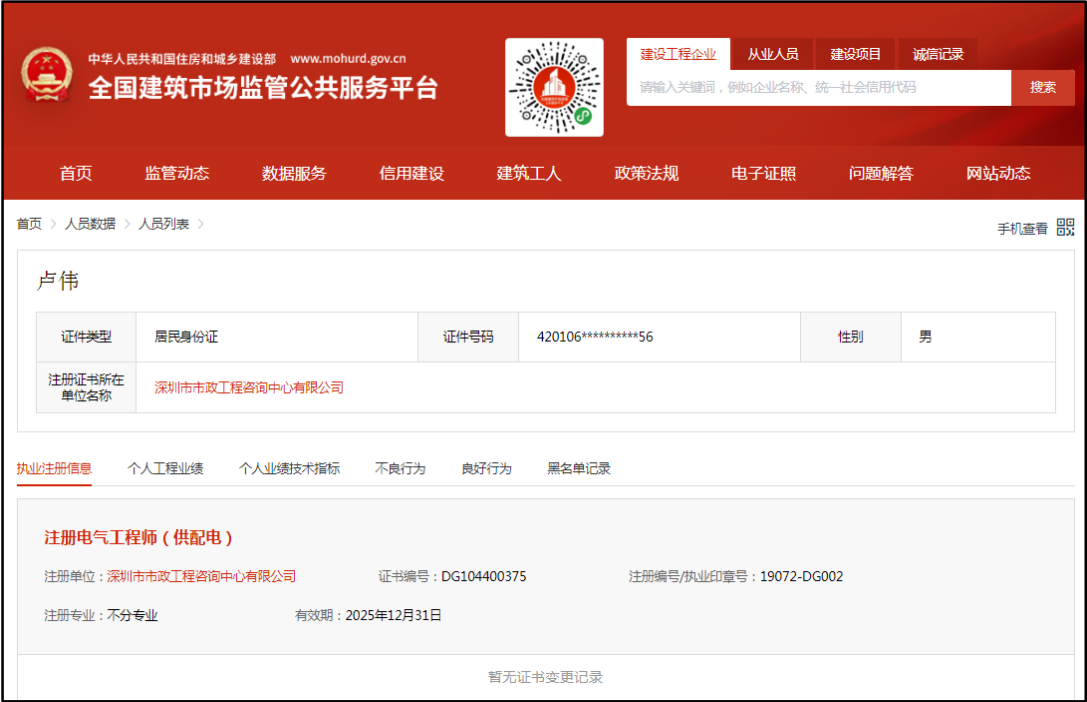 中华人民共和国住房和城乡建设部 www.mohurd.gov.cn
全国建筑市场监管公共服务平台
建设工程企业 从业人员 建设项目 诚信记录
请输入关键词，例如企业名称、统一社会信用代码 搜索
首页 监管动态 数据服务 信用建设 建筑工人 政策法规 电子证照 问题解答 网站动态
首页 > 人员数据 > 人员列表 >
手机查看
卢伟
证件类型 居民身份证 证件号码 420106**********56 性别 男
注册证书所在
单位名称
深圳市市政工程咨询中心有限公司
执业注册信息 个人工程业绩 个人业绩技术指标 不良行为 良好行为 黑名单记录
注册电气工程师（供配电）
注册单位：深圳市市政工程咨询中心有限公司 证书编号：DG104400375 注册编号/执业印章号：19072-DG002
注册专业：不分专业 有效期：2025年12月31日
暂无证书变更记录